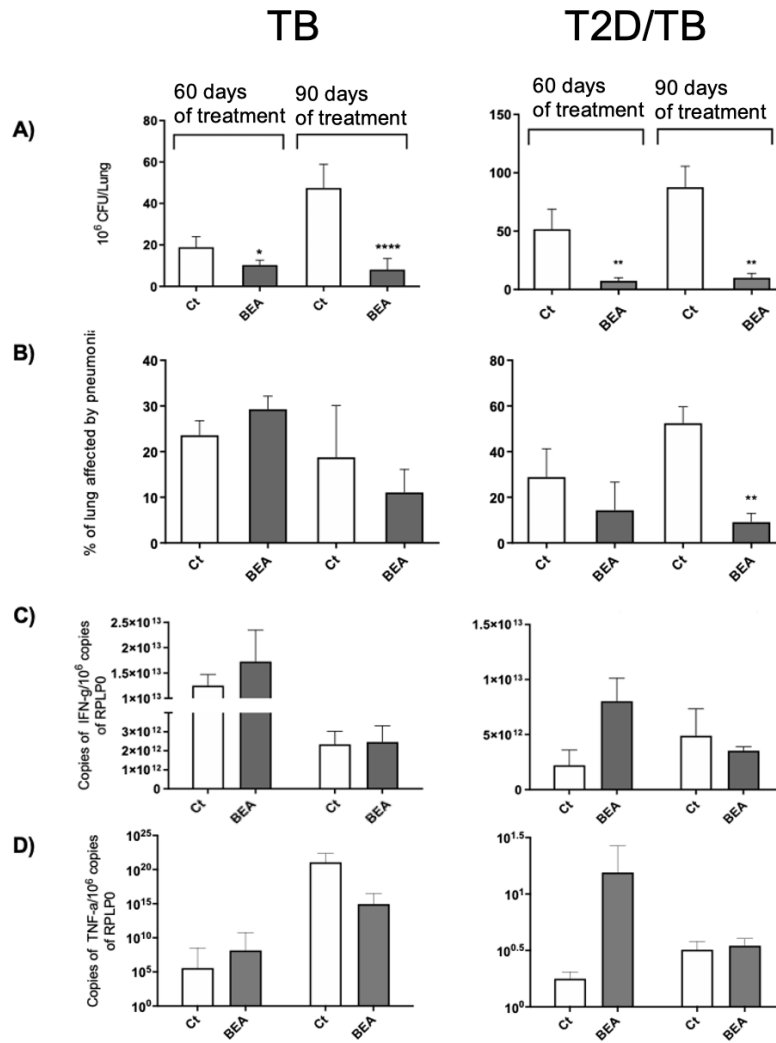 TB
T2D/TB
60 days
of treatment
90 days
of treatment
60 days
of treatment
90 days
of treatment
A)
10⁶ CFU/Lung
80
60
40
20
0
Ct
BEA
Ct
BEA
*
****
150
100
50
0
Ct
BEA
Ct
BEA
**
**
B)
% of lung affected by pneumonia
40
30
20
10
0
Ct
BEA
Ct
BEA
80
60
40
20
0
Ct
BEA
Ct
BEA
**
C)
Copies of IFN-g/10⁶ copies
of RPLP0
2.5×10¹³
2×10¹³
1.5×10¹³
1×10¹³
3×10¹²
2×10¹²
1×10¹²
0
Ct
BEA
Ct
BEA
1.5×10¹³
1×10¹³
5×10¹²
0
Ct
BEA
Ct
BEA
D)
Copies of TNF-a/10⁶ copies
of RPLP0
10²⁵
10²⁰
10¹⁵
10¹⁰
10⁵
10⁰
Ct
BEA
Ct
BEA
10¹·⁵
10¹
10⁰·⁵
10⁰
Ct
BEA
Ct
BEA